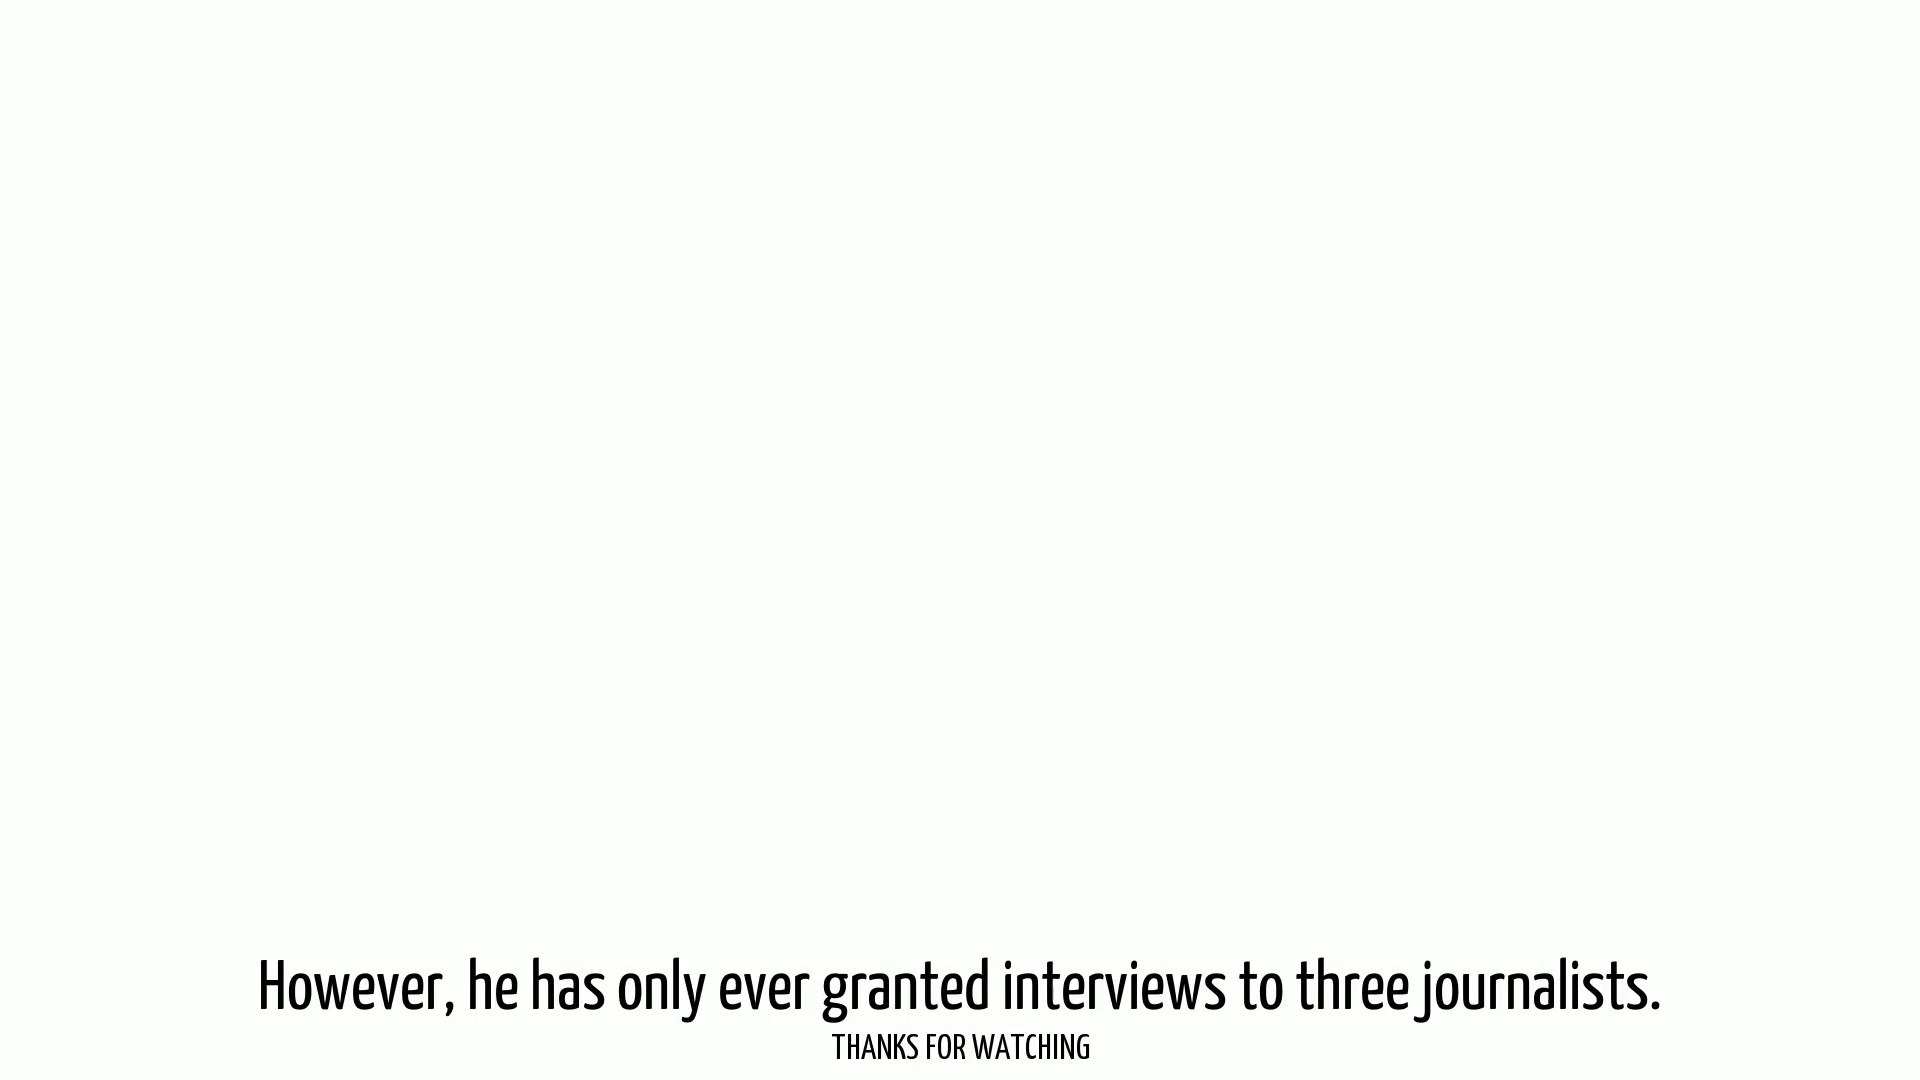 However, he has only ever granted interviews to three journalists.
THANKS FOR WATCHING